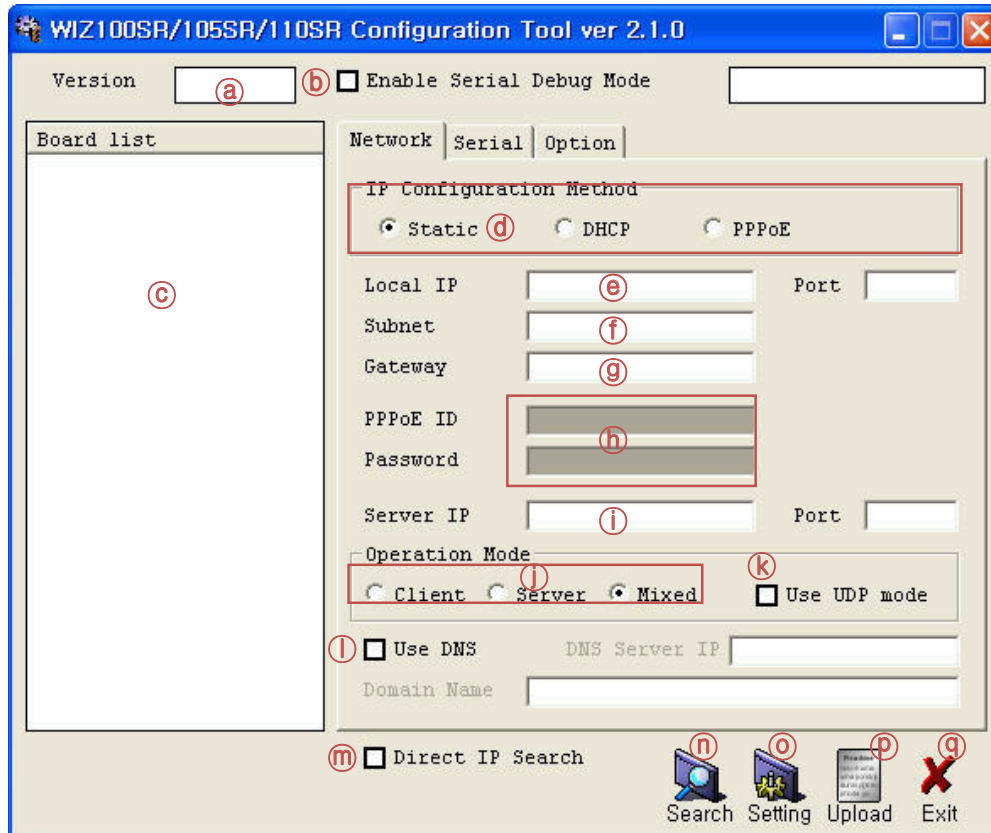 WIZ100SR/105SR/110SR Configuration Tool ver 2.1.0
Version ⓐ ⓑ Enable Serial Debug Mode
Board list
ⓒ
Network Serial Option
IP Configuration Method
Static ⓓ DHCP PPPoE
Local IP ⓔ Port
Subnet ⓕ
Gateway ⓖ
PPPoE ID
ⓗ
Password
Server IP ⓘ Port
Operation Mode
ⓙ ⓚ
Client Server Mixed Use UDP mode
ⓛ Use DNS DNS Server IP
Domain Name
ⓜ Direct IP Search
ⓝ ⓞ ⓟ ⓠ
Search Setting Upload Exit